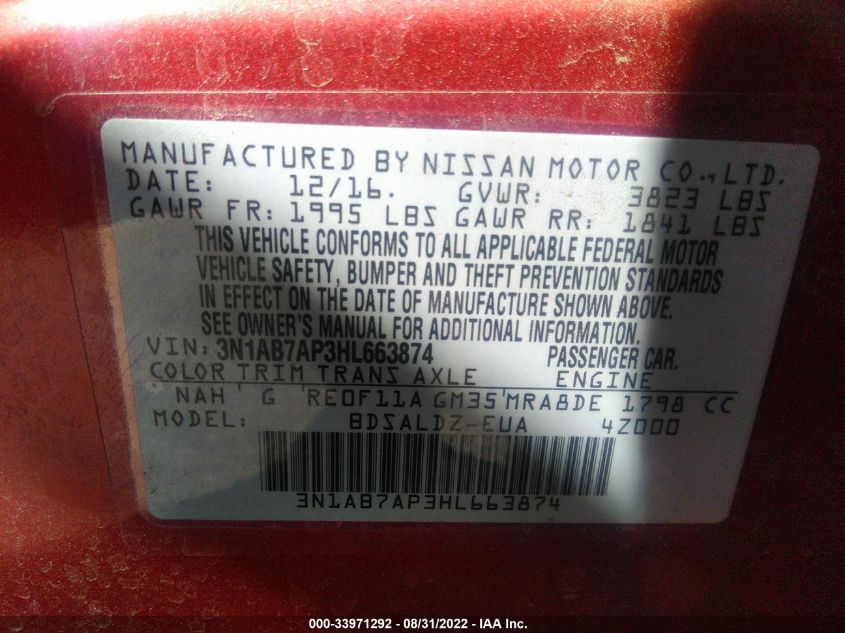 MANUFACTURED BY NISSAN MOTOR CO.,LTD.
DATE: 12/16. GVWR: 3823 LBS
GAWR FR: 1995 LBS GAWR RR: 1841 LBS
THIS VEHICLE CONFORMS TO ALL APPLICABLE FEDERAL MOTOR
VEHICLE SAFETY, BUMPER AND THEFT PREVENTION STANDARDS
IN EFFECT ON THE DATE OF MANUFACTURE SHOWN ABOVE.
SEE OWNER'S MANUAL FOR ADDITIONAL INFORMATION.
VIN: 3N1AB7AP3HL663874 PASSENGER CAR.
COLOR TRIM TRANS AXLE ENGINE
NAH G RE0F11A GM35 MRA8DE 1798 CC
MODEL: BDSALDZ-EUA 4Z000
3N1AB7AP3HL663874
000-33971292 - 08/31/2022 - IAA Inc.